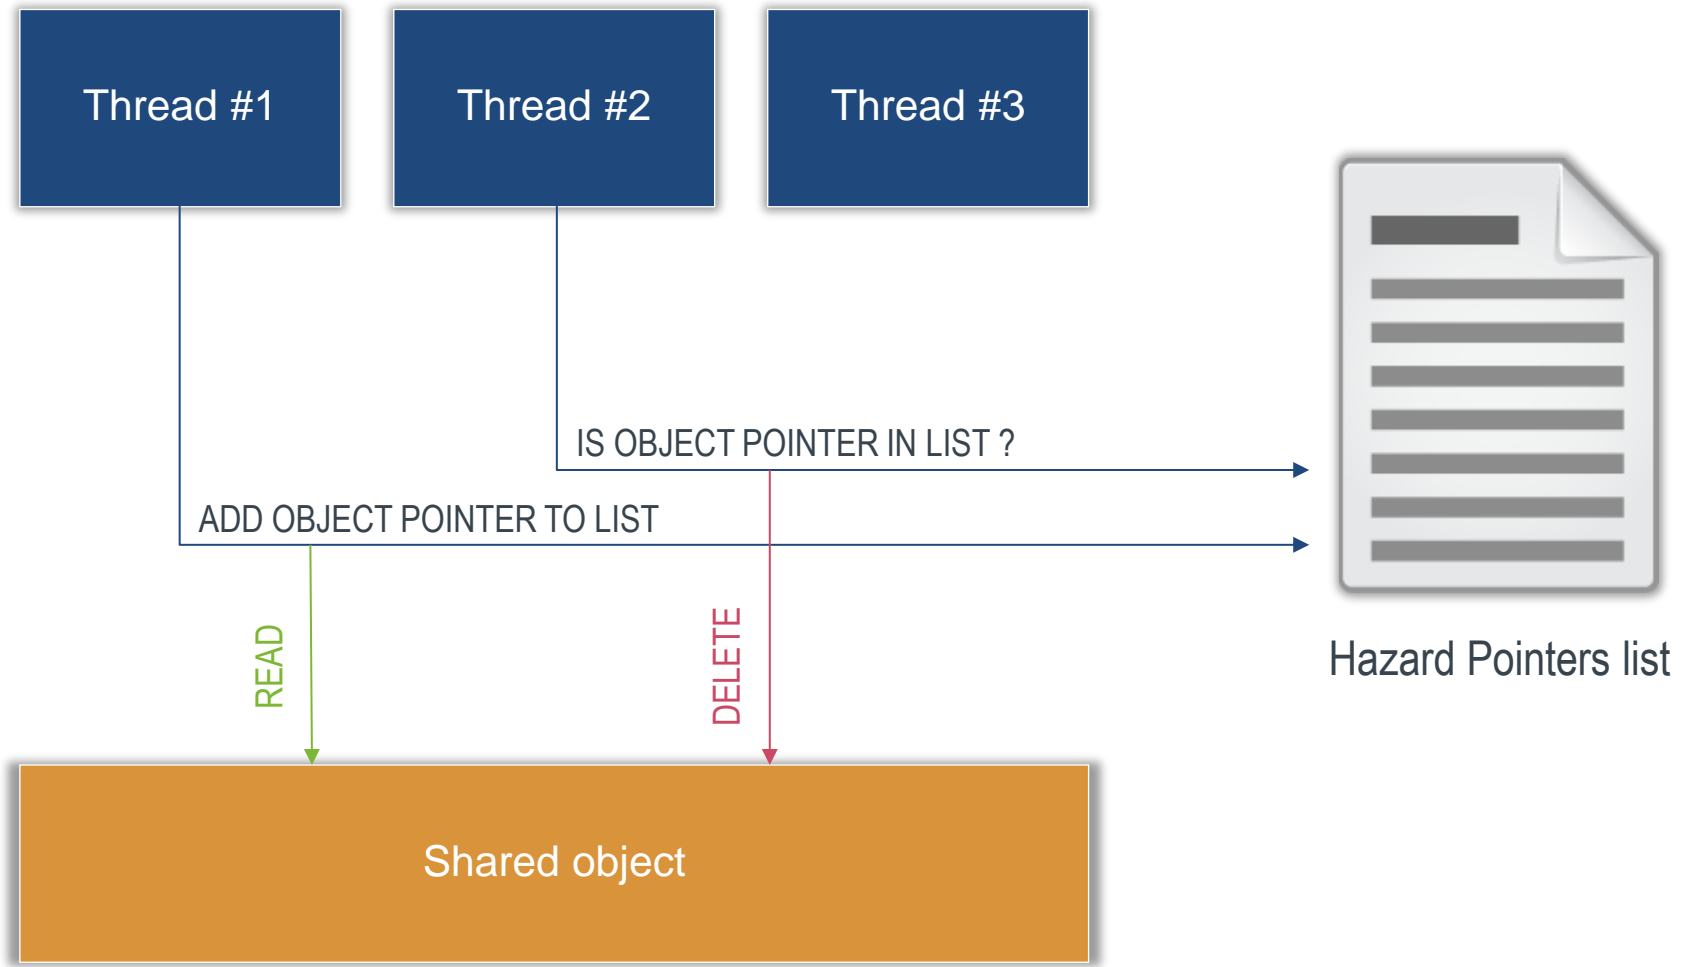 Thread #1
Thread #2
Thread #3
IS OBJECT POINTER IN LIST ?
ADD OBJECT POINTER TO LIST
READ
DELETE
Hazard Pointers list
Shared object